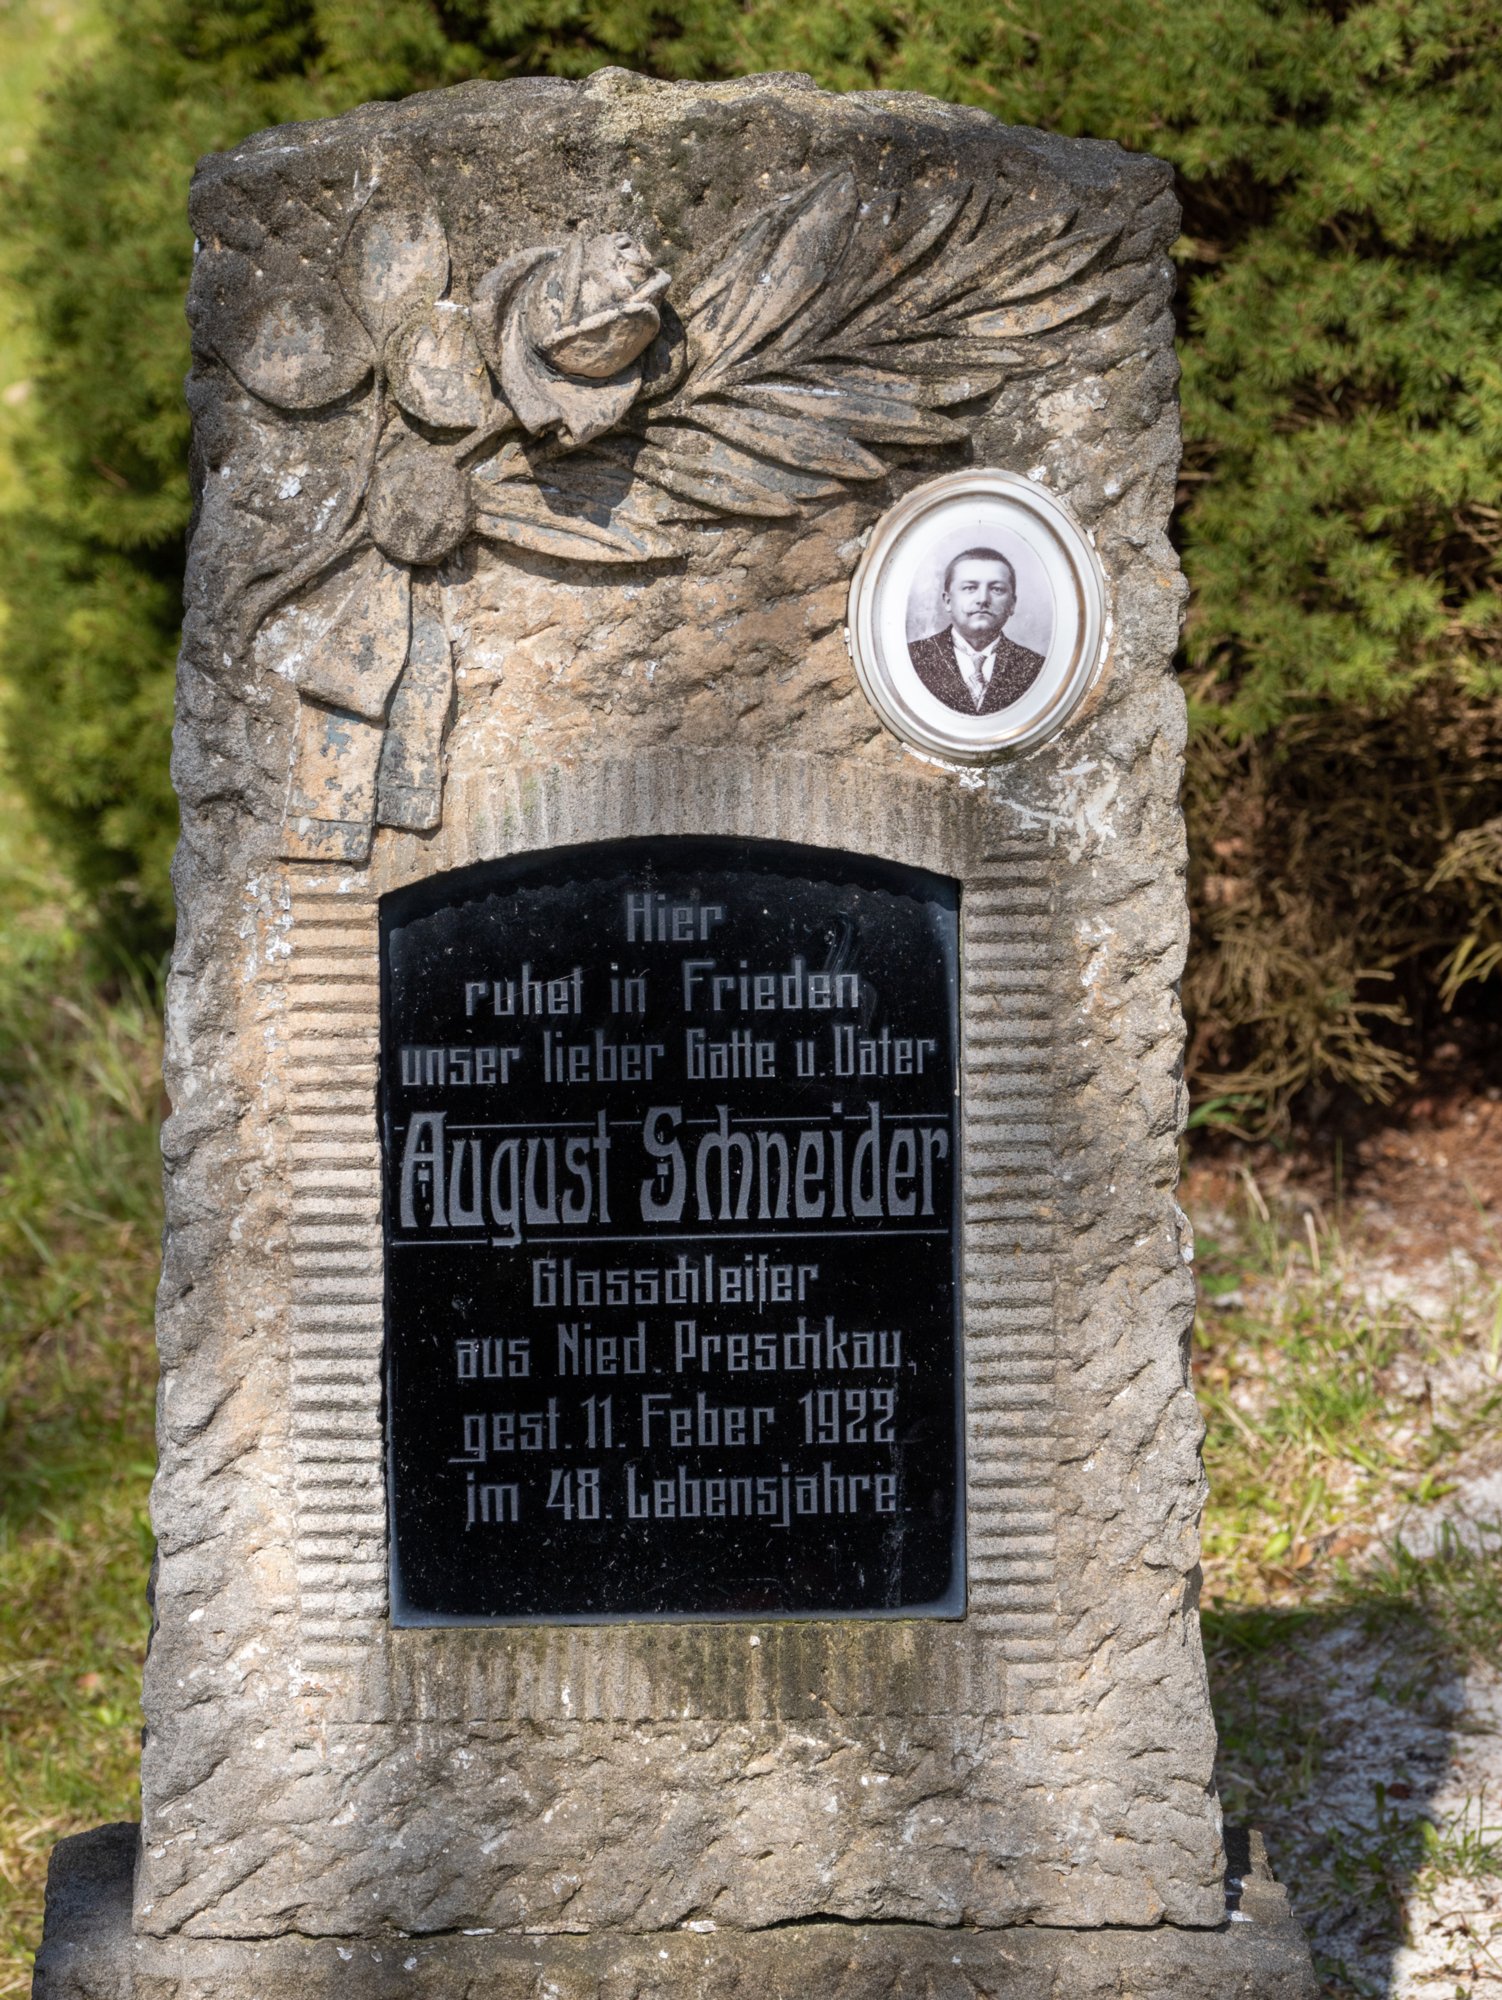 Hier
ruhet in Frieden
unser lieber Gatte u. Vater
August Schneider
Glasschleifer
aus Nied. Preschkau,
gest. 11. Feber 1922
im 48. Lebensjahre.